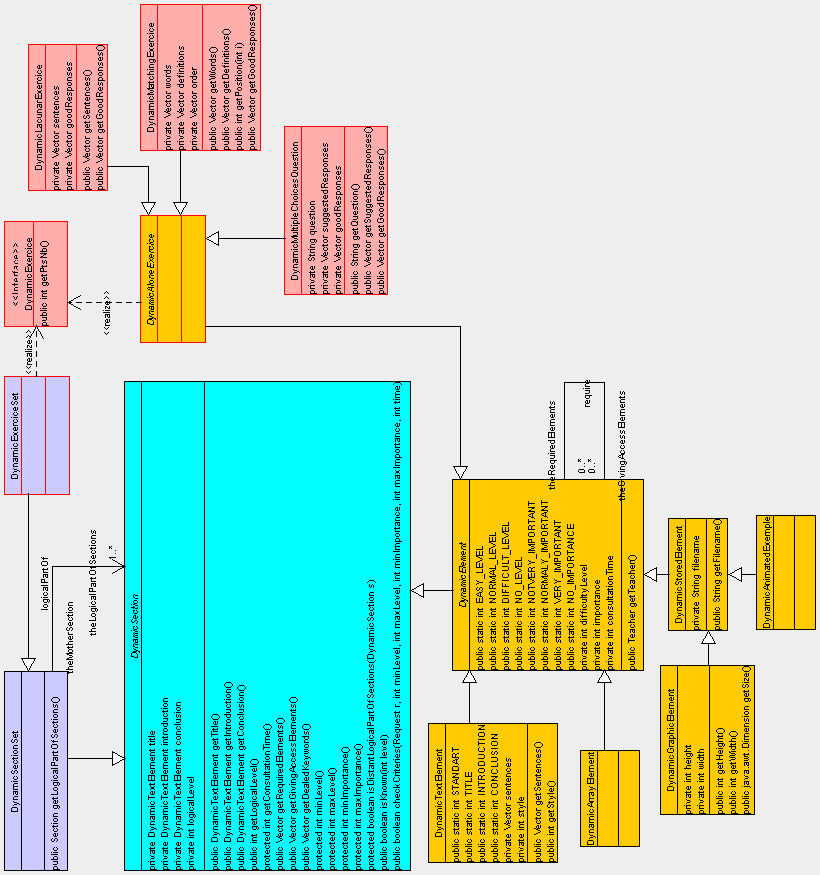 DynamicLacunarExercice
private Vector sentences
private Vector goodResponses
public Vector getSentences()
public Vector getGoodResponses()
DynamicMatchingExercice
private Vector words
private Vector definitions
private Vector order
public Vector getWords()
public Vector getDefinitions()
public int getPosition(int i)
public Vector getGoodResponses()
DynamicMultipleChoicesQuestion
private String question
private Vector suggestedResponses
private Vector goodResponses
public String getQuestion()
public Vector getSuggestedResponses()
public Vector getGoodResponses()
<<Interface>>
DynamicExercice
public int getPtsNb()
<<realize>>
<<realize>>
DynamicAloneExercice
DynamicExerciceSet
DynamicSectionSet
public Section getLogicalPartOfSections()
logicalPartOf
theMotherSection
theLogicalPartOfSections
1..*
DynamicSection
private DynamicTextElement title
private DynamicTextElement introduction
private DynamicTextElement conclusion
private int logicalLevel
public DynamicTextElement getTitle()
public DynamicTextElement getIntroduction()
public DynamicTextElement getConclusion()
public int getLogicalLevel()
protected int getConsultationTime()
public Vector getRequiredElements()
public Vector getGivingAccessElements()
public Vector getDealedKeywords()
protected int minLevel()
protected int maxLevel()
protected int minImportance()
protected int maxImportance()
protected boolean isDistantLogicalPartOfSections(DynamicSection s)
public boolean isShown(int level)
public boolean checkCriterias(Request r, int minLevel, int maxLevel, int minImportance, int maxImportance, int time)
theRequiredElements
0..*
0..*
require
theGivingAccessElements
DynamicElement
public static int EASY_LEVEL
public static int NORMAL_LEVEL
public static int DIFFICULT_LEVEL
public static int NO_LEVEL
public static int NOTVERY_IMPORTANT
public static int NORMALY_IMPORTANT
public static int VERY_IMPORTANT
public static int NO_IMPORTANCE
private int difficultyLevel
private int importance
private int consultationTime
public Teacher getTeacher()
DynamicStoredElement
private String filename
public String getFilename()
DynamicAnimatedExemple
DynamicTextElement
public static int STANDART
public static int TITLE
public static int INTRODUCTION
public static int CONCLUSION
private Vector sentences
private int style
public Vector getSentences()
public int getStyle()
DynamicArrayElement
DynamicGraphicElement
private int height
private int width
public int getHeight()
public int getWidth()
public java.awt.Dimension getSize()